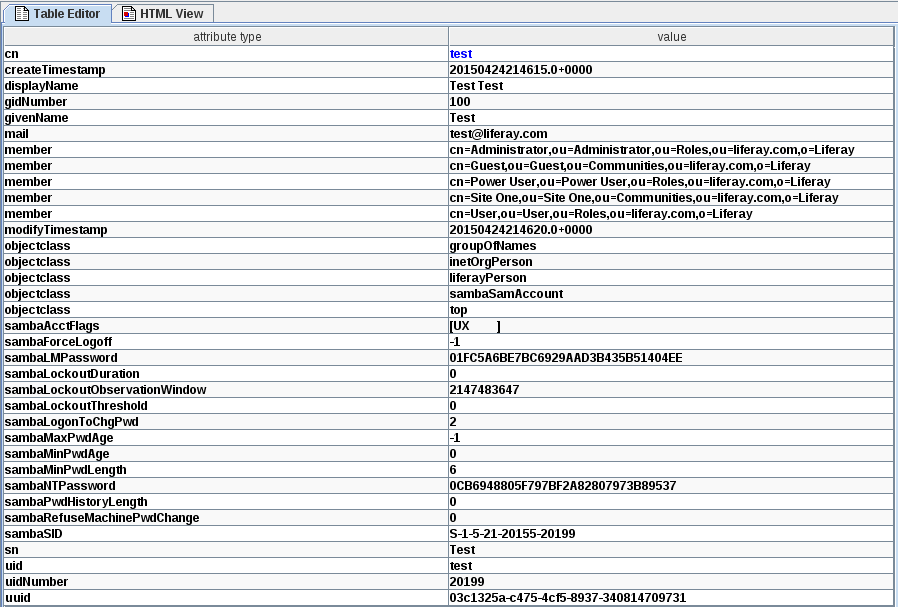 Table Editor HTML View
attribute type value
cn test
createTimestamp 20150424214615.0+0000
displayName Test Test
gidNumber 100
givenName Test
mail test@liferay.com
member cn=Administrator,ou=Administrator,ou=Roles,ou=liferay.com,o=Liferay
member cn=Guest,ou=Guest,ou=Communities,ou=liferay.com,o=Liferay
member cn=Power User,ou=Power User,ou=Roles,ou=liferay.com,o=Liferay
member cn=Site One,ou=Site One,ou=Communities,ou=liferay.com,o=Liferay
member cn=User,ou=User,ou=Roles,ou=liferay.com,o=Liferay
modifyTimestamp 20150424214620.0+0000
objectclass groupOfNames
objectclass inetOrgPerson
objectclass liferayPerson
objectclass sambaSamAccount
objectclass top
sambaAcctFlags [UX         ]
sambaForceLogoff -1
sambaLMPassword 01FC5A6BE7BC6929AAD3B435B51404EE
sambaLockoutDuration 0
sambaLockoutObservationWindow 2147483647
sambaLockoutThreshold 0
sambaLogonToChgPwd 2
sambaMaxPwdAge -1
sambaMinPwdAge 0
sambaMinPwdLength 6
sambaNTPassword 0CB6948805F797BF2A82807973B89537
sambaPwdHistoryLength 0
sambaRefuseMachinePwdChange 0
sambaSID S-1-5-21-20155-20199
sn Test
uid test
uidNumber 20199
uuid 03c1325a-c475-4cf5-8937-340814709731